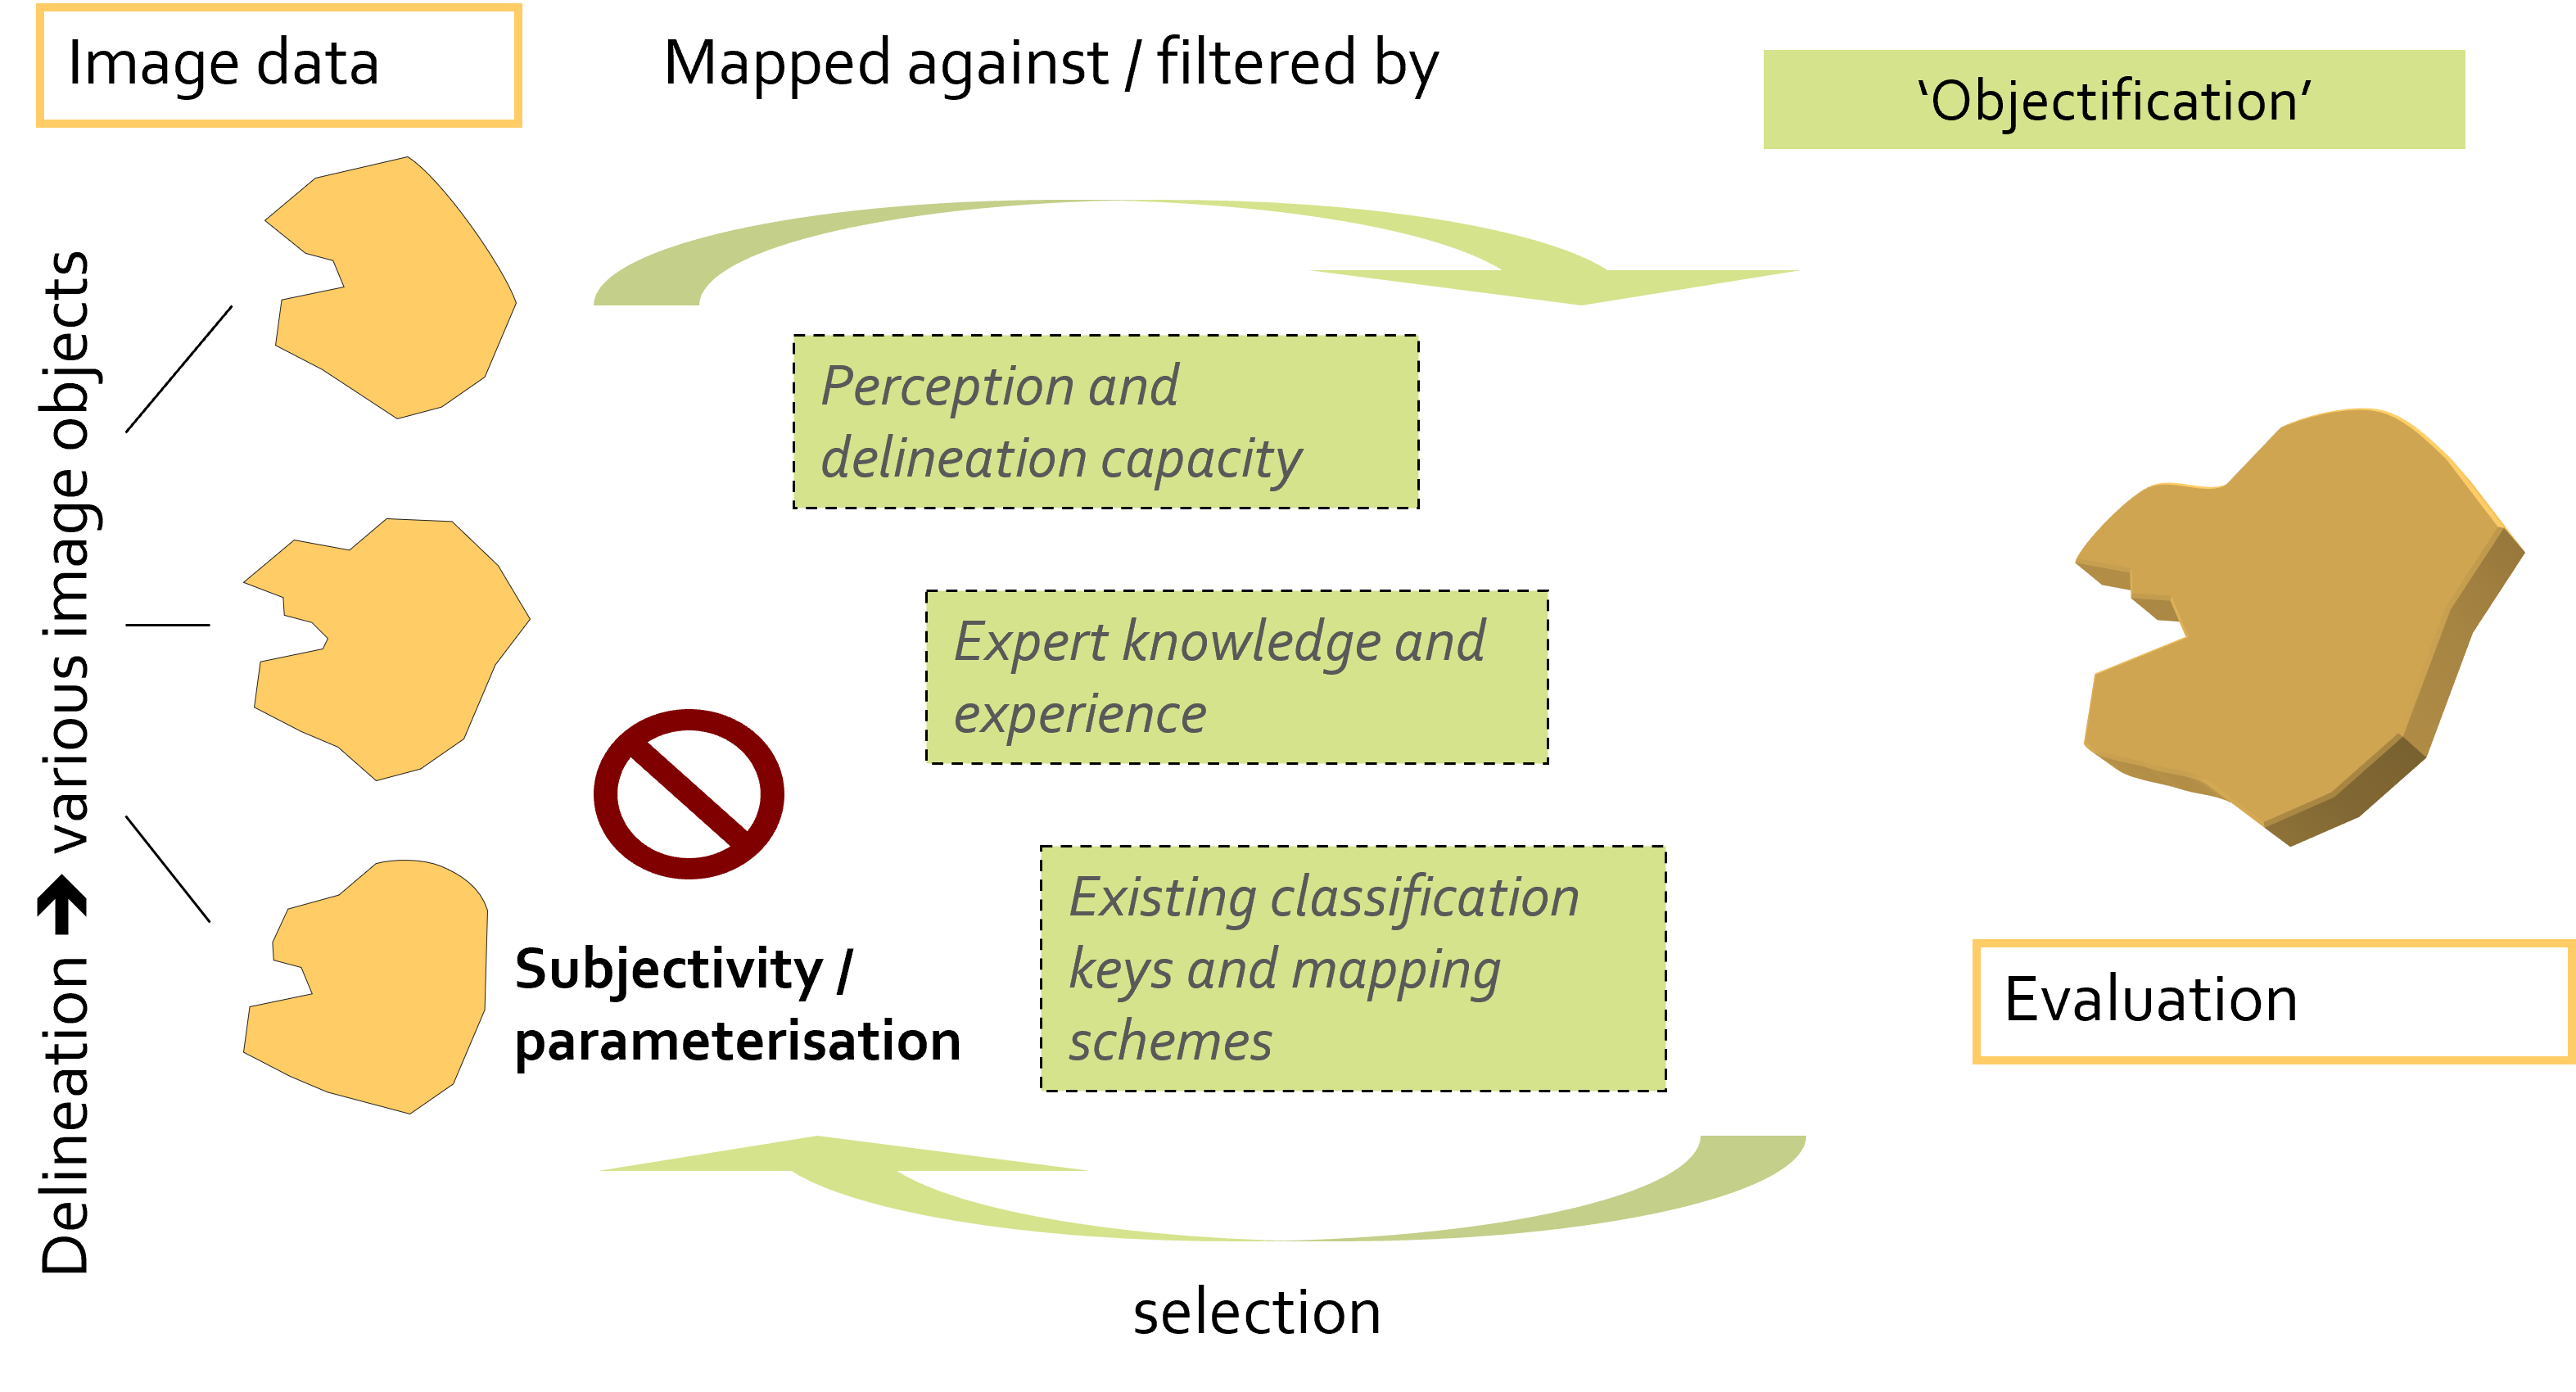 Image data
Mapped against / filtered by
‘Objectification’
Delineation 🡺 various image objects
Perception and
delineation capacity
Expert knowledge and
experience
Existing classification
keys and mapping
schemes
Subjectivity /
parameterisation
Evaluation
selection